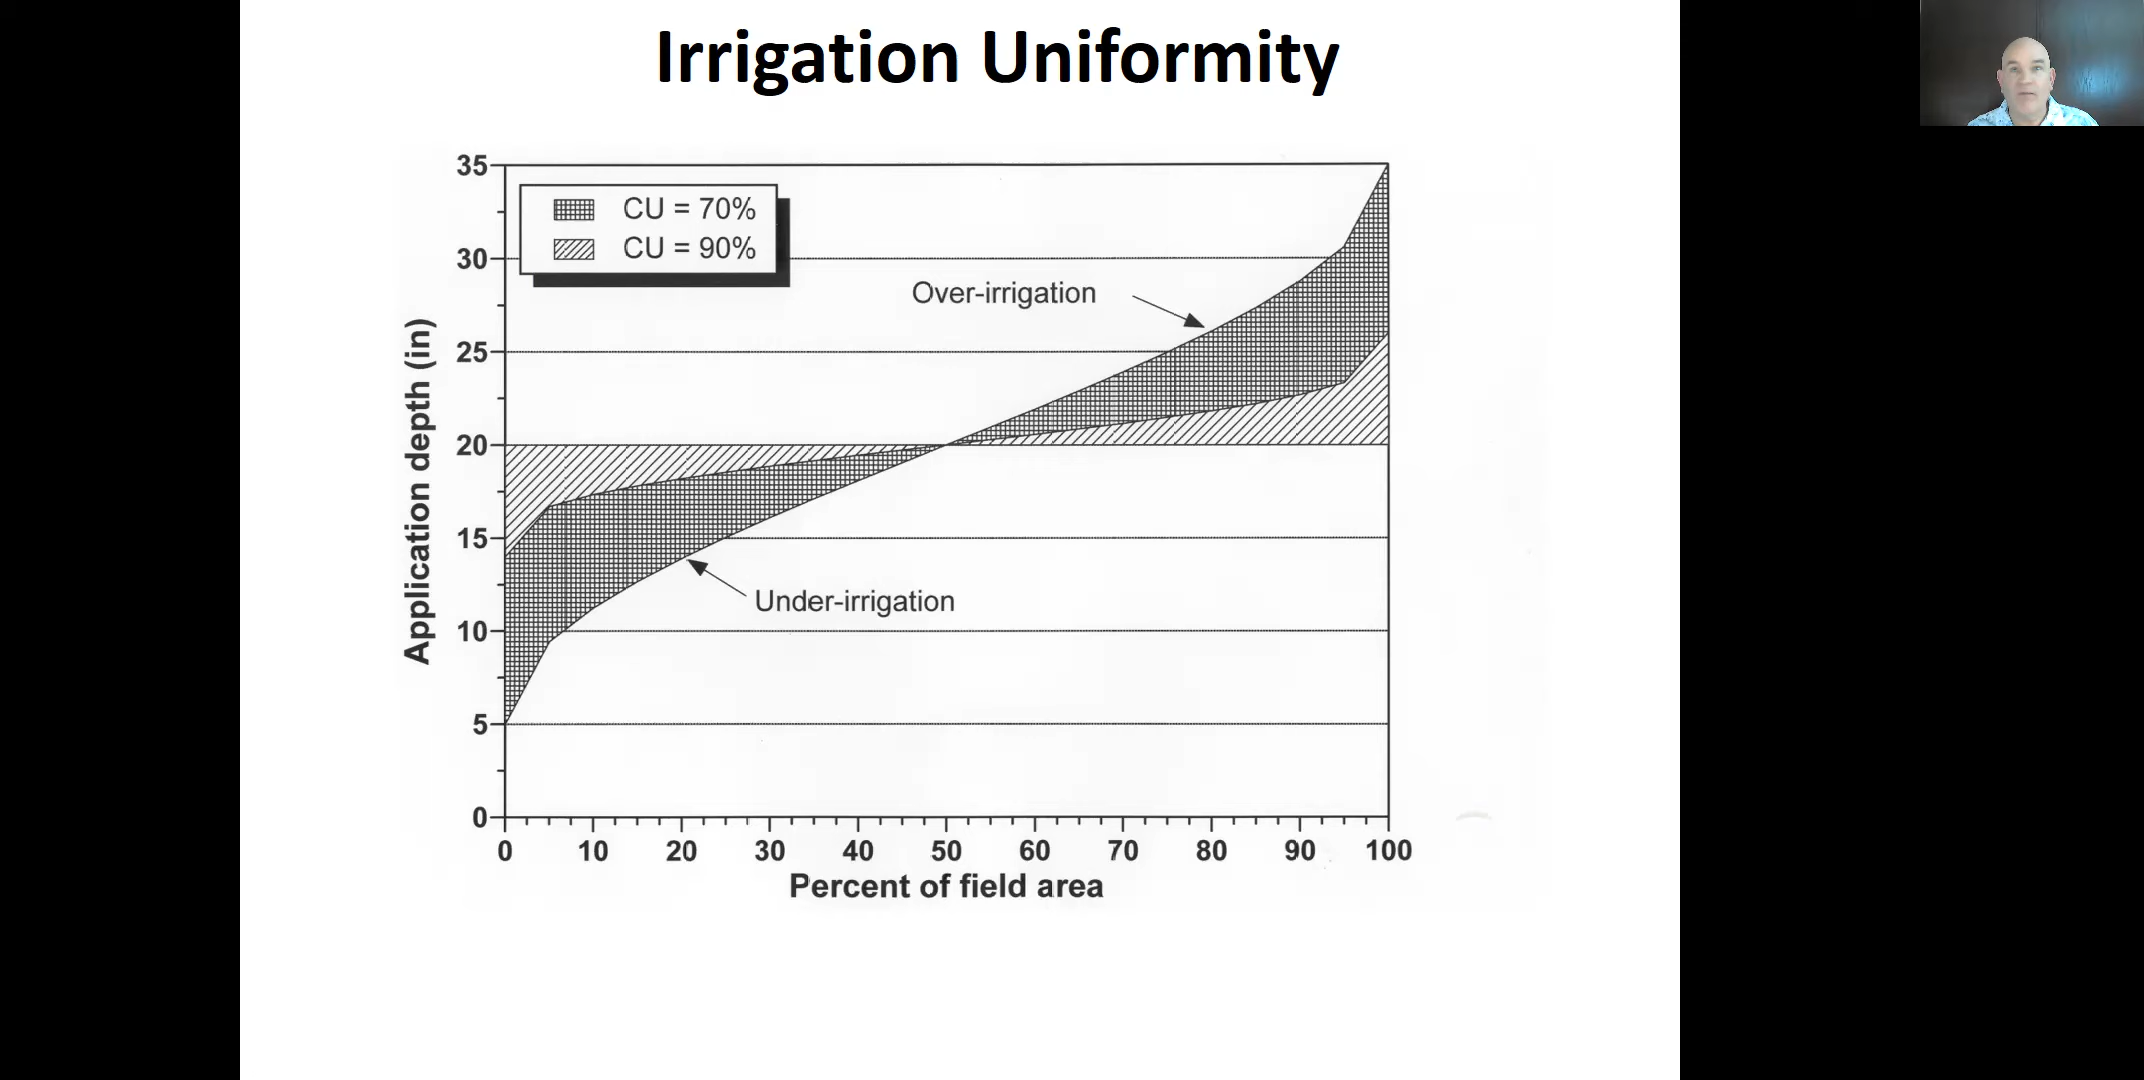 Irrigation Uniformity
35
30
25
20
15
10
5
0
Application depth (in)
CU = 70%
CU = 90%
Over-irrigation
Under-irrigation
0 10 20 30 40 50 60 70 80 90 100
Percent of field area